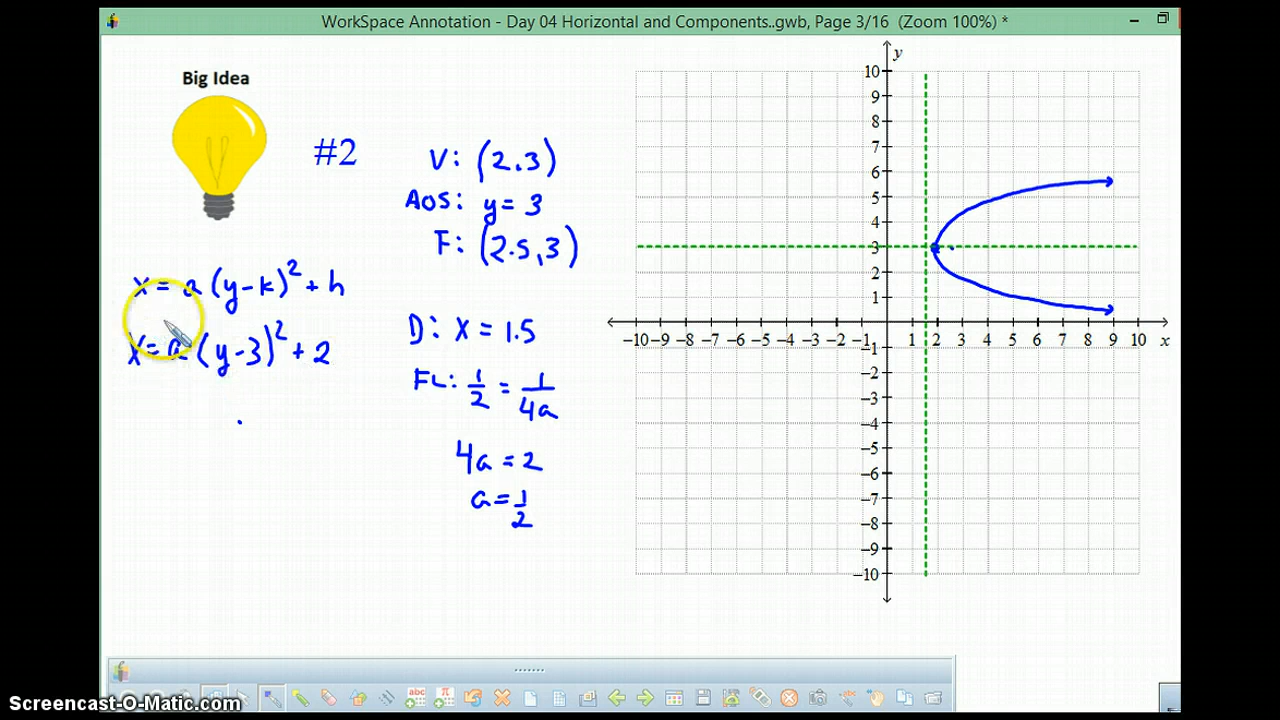 WorkSpace Annotation - Day 04 Horizontal and Components..gwb, Page 3/16 (Zoom 100%) *
Big Idea
#2
V: (2.3)
AOS: y = 3
F: (2.5,3)
x = a (y-k)² + h
x = a (y-3)² + 2
D: x = 1.5
FL: 1/2 = 1/4a
4a = 2
a = 1/2
y
10
9
8
7
6
5
4
3
2
1
−10 −9 −8 −7 −6 −5 −4 −3 −2 −1 1 2 3 4 5 6 7 8 9 10 x
−1
−2
−3
−4
−5
−6
−7
−8
−9
−10
abc
abc
Screencast-O-Matic.com